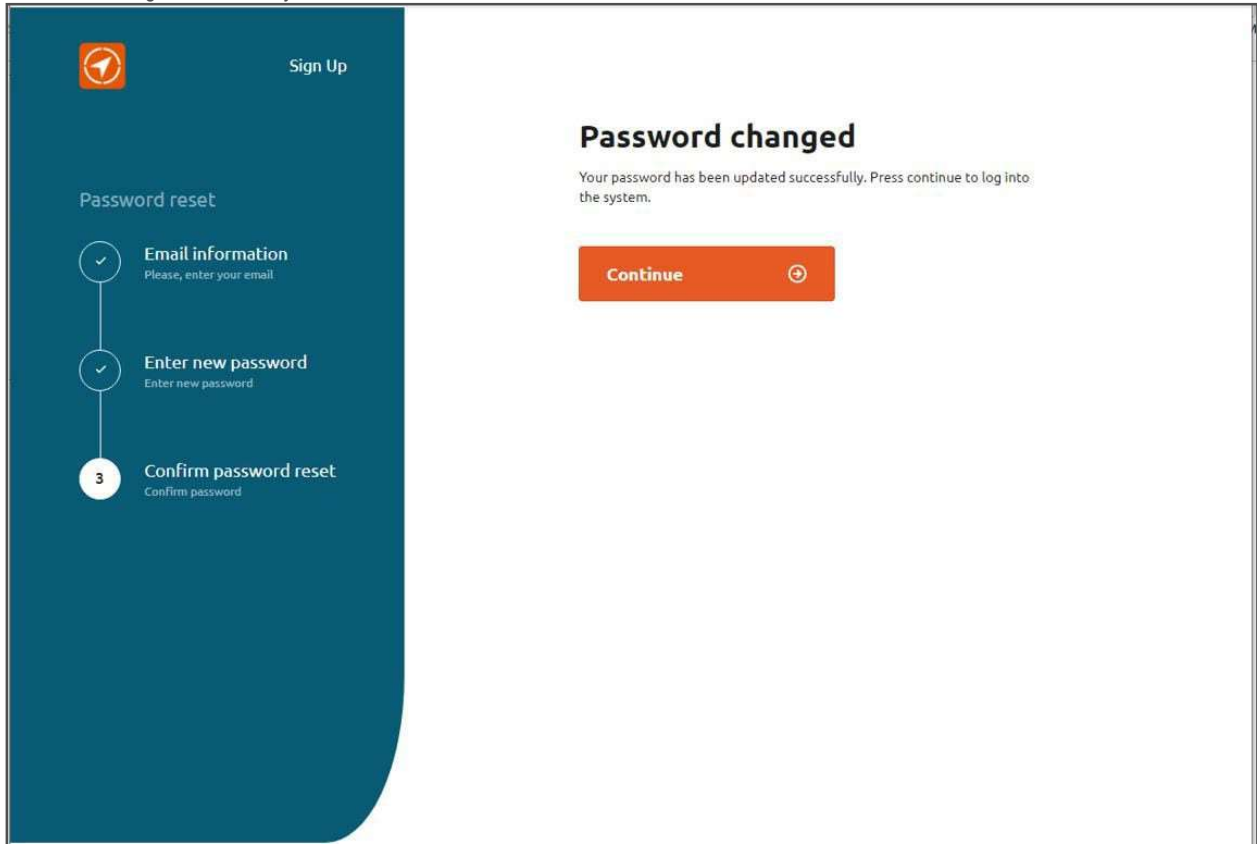 Sign Up
Password reset
Email information
Please, enter your email
Enter new password
Enter new password
3
Confirm password reset
Confirm password
Password changed
Your password has been updated successfully. Press continue to log into
the system.
Continue